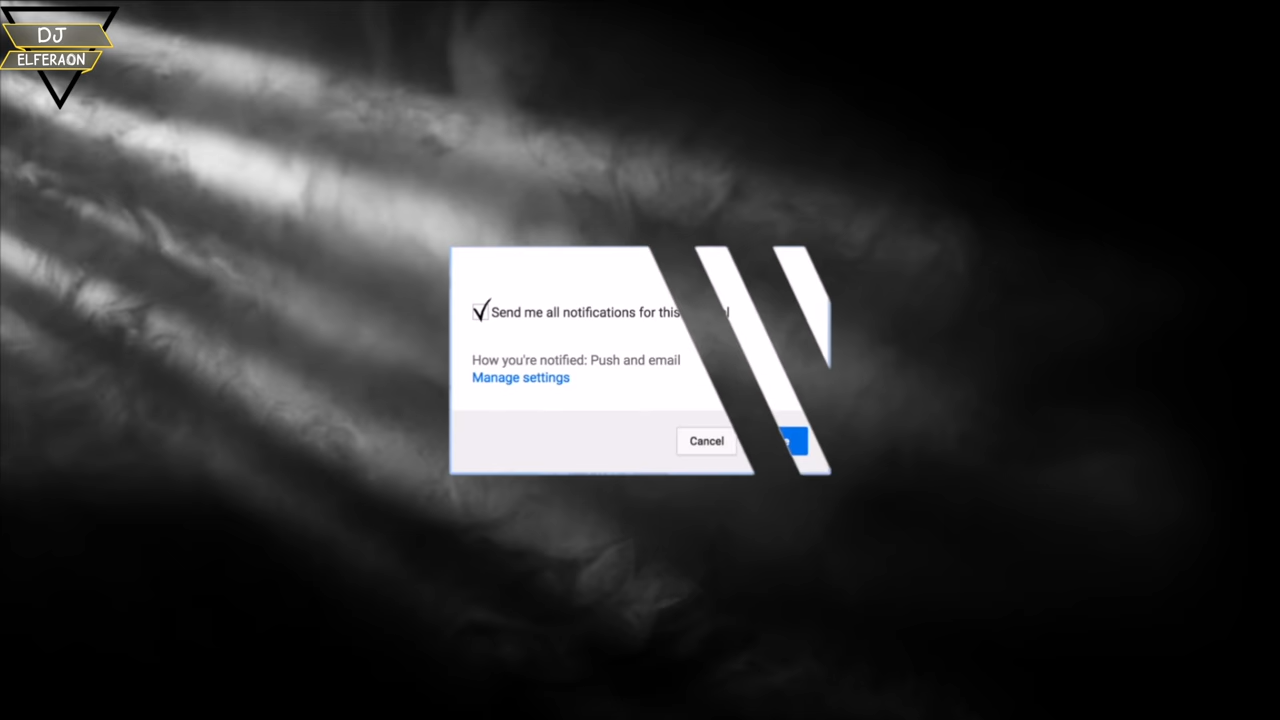 DJ
ELFERAON
Send me all notifications for this
How you're notified: Push and email
Manage settings
Cancel